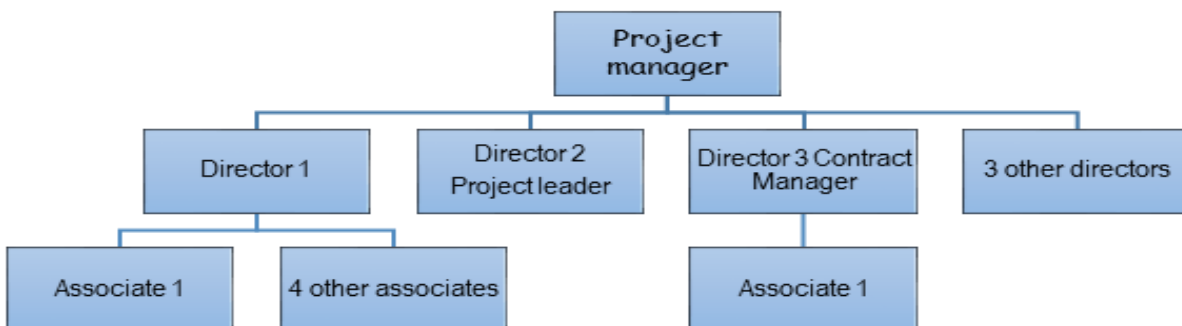 Project
manager
Director 1
Director 2
Project leader
Director 3 Contract
Manager
3 other directors
Associate 1
4 other associates
Associate 1